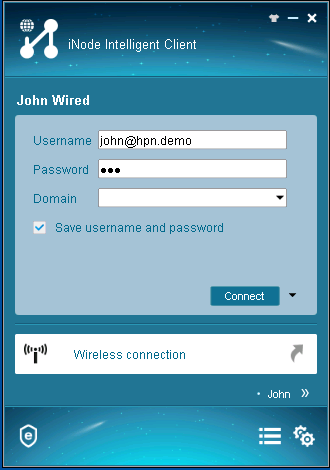 iNode Intelligent Client
John Wired
Username john@hpn.demo
Password ●●●
Domain
Save username and password
Connect
Wireless connection
• John »
e